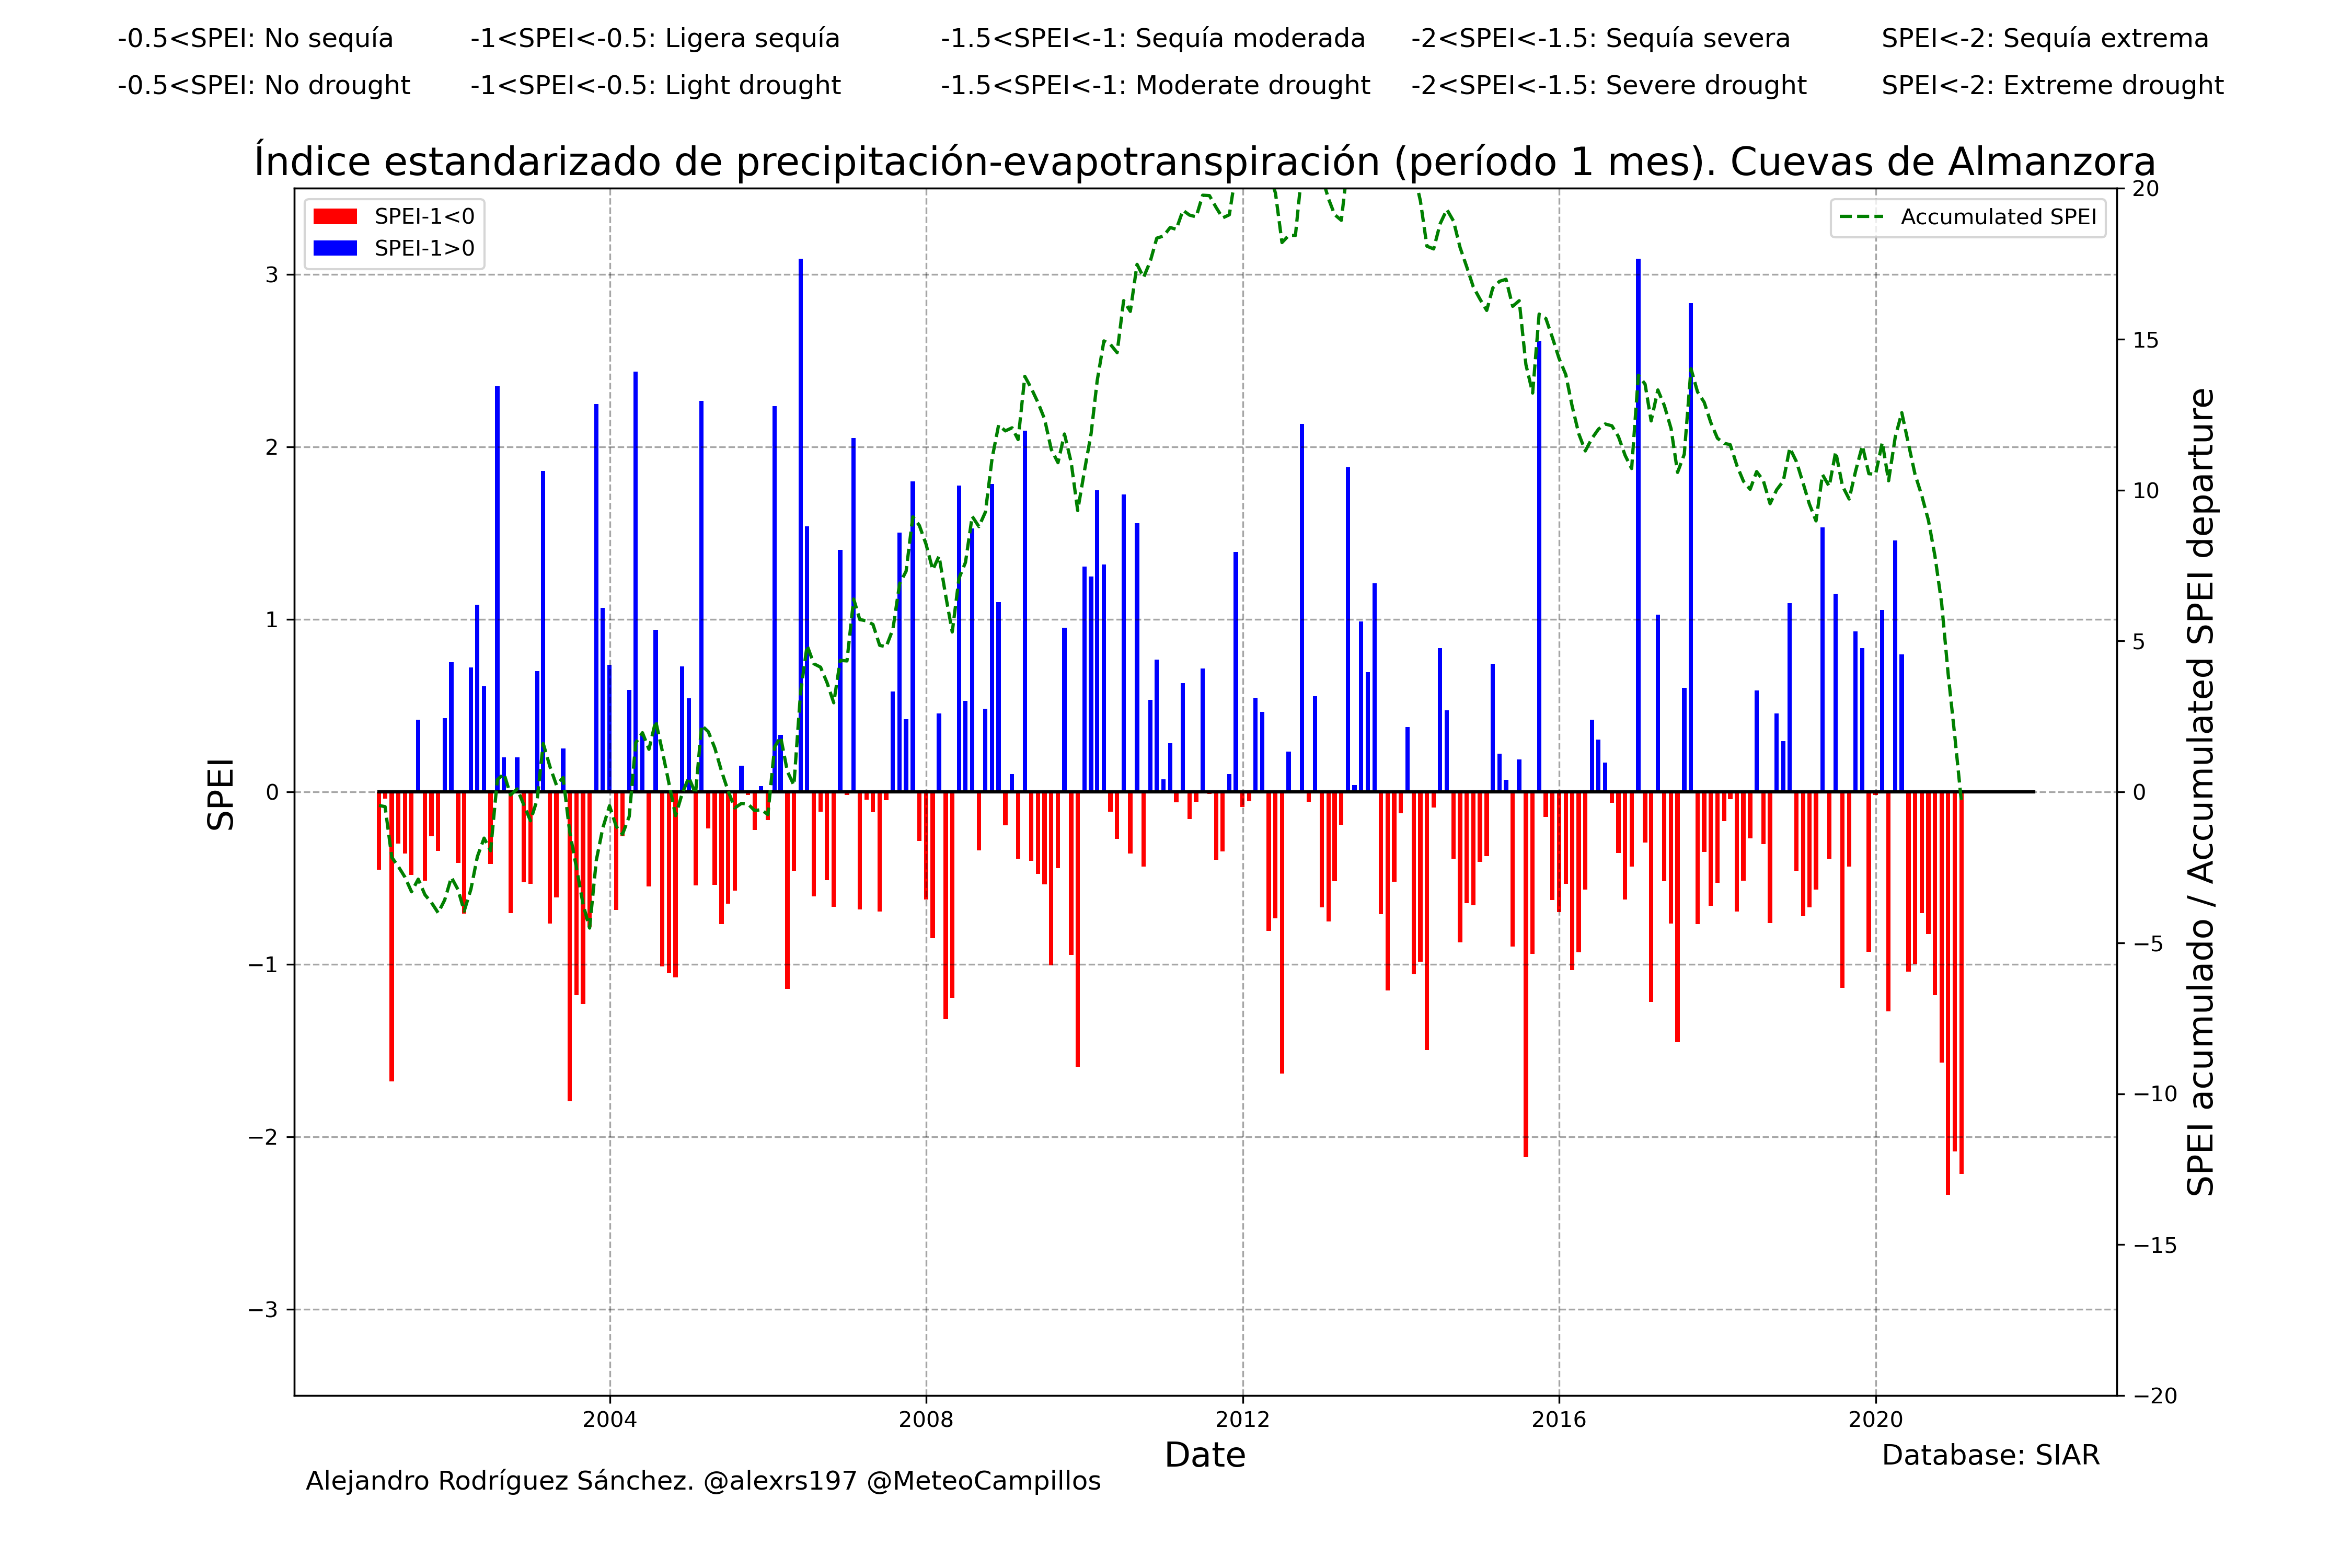 -0.5<SPEI: No sequía -1<SPEI<-0.5: Ligera sequía -1.5<SPEI<-1: Sequía moderada -2<SPEI<-1.5: Sequía severa SPEI<-2: Sequía extrema
-0.5<SPEI: No drought -1<SPEI<-0.5: Light drought -1.5<SPEI<-1: Moderate drought -2<SPEI<-1.5: Severe drought SPEI<-2: Extreme drought
Índice estandarizado de precipitación-evapotranspiración (período 1 mes). Cuevas de Almanzora
SPEI-1<0
SPEI-1>0
Accumulated SPEI
SPEI
3
2
1
0
−1
−2
−3
20
15
10
5
0
−5
−10
−15
−20
SPEI acumulado / Accumulated SPEI departure
2004 2008 2012 2016 2020
Date
Database: SIAR
Alejandro Rodríguez Sánchez. @alexrs197 @MeteoCampillos